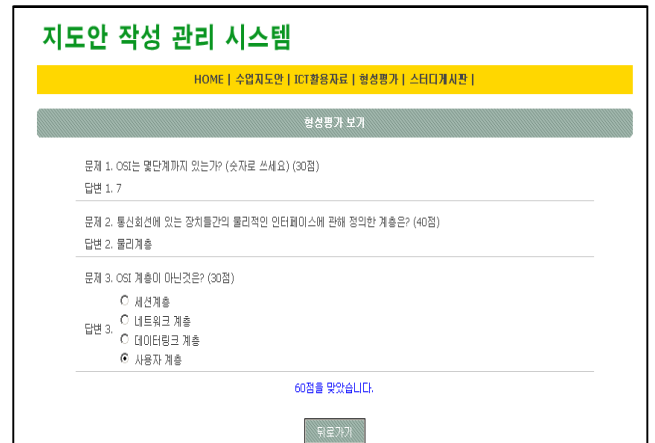 지도안 작성 관리 시스템
HOME | 수업지도안 | ICT활용자료 | 형성평가 | 스터디게시판 |
형성평가 보기
문제 1. OSI는 몇단계까지 있는가? (숫자로 쓰세요) (30점)
답변 1. 7
문제 2. 통신회선에 있는 장치들간의 물리적인 인터페이스에 관해 정의한 계층은? (40점)
답변 2. 물리계층
문제 3. OSI 계층이 아닌것은? (30점)
세션계층
네트워크 계층
답변 3.
데이터링크 계층
사용자 계층
60점을 맞았습니다.
뒤로가기